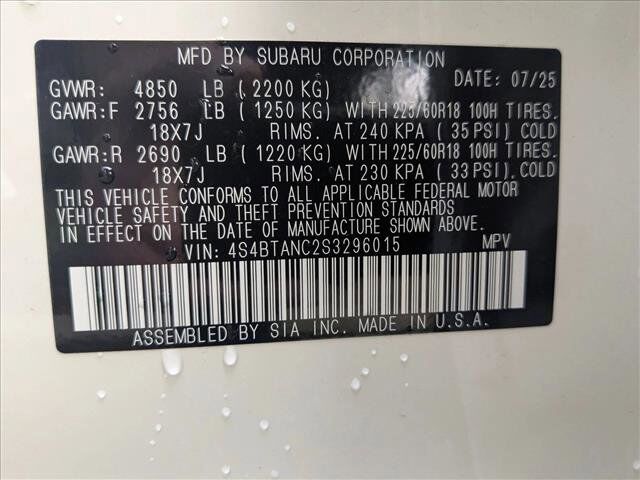 MFD BY SUBARU CORPORATION
GVWR: 4850 LB (2200 KG) DATE: 07/25
GAWR:F 2756 LB (1250 KG) WITH 225/60R18 100H TIRES.
18X7J RIMS. AT 240 KPA (35 PSI) COLD
GAWR:R 2690 LB (1220 KG) WITH 225/60R18 100H TIRES.
18X7J RIMS. AT 230 KPA (33 PSI).COLD
THIS VEHICLE CONFORMS TO ALL APPLICABLE FEDERAL MOTOR
VEHICLE SAFETY AND THEFT PREVENTION STANDARDS
IN EFFECT ON THE DATE OF MANUFACTURE SHOWN ABOVE.
VIN: 4S4BTANC2S3296015 MPV
ASSEMBLED BY SIA INC. MADE IN U.S.A.